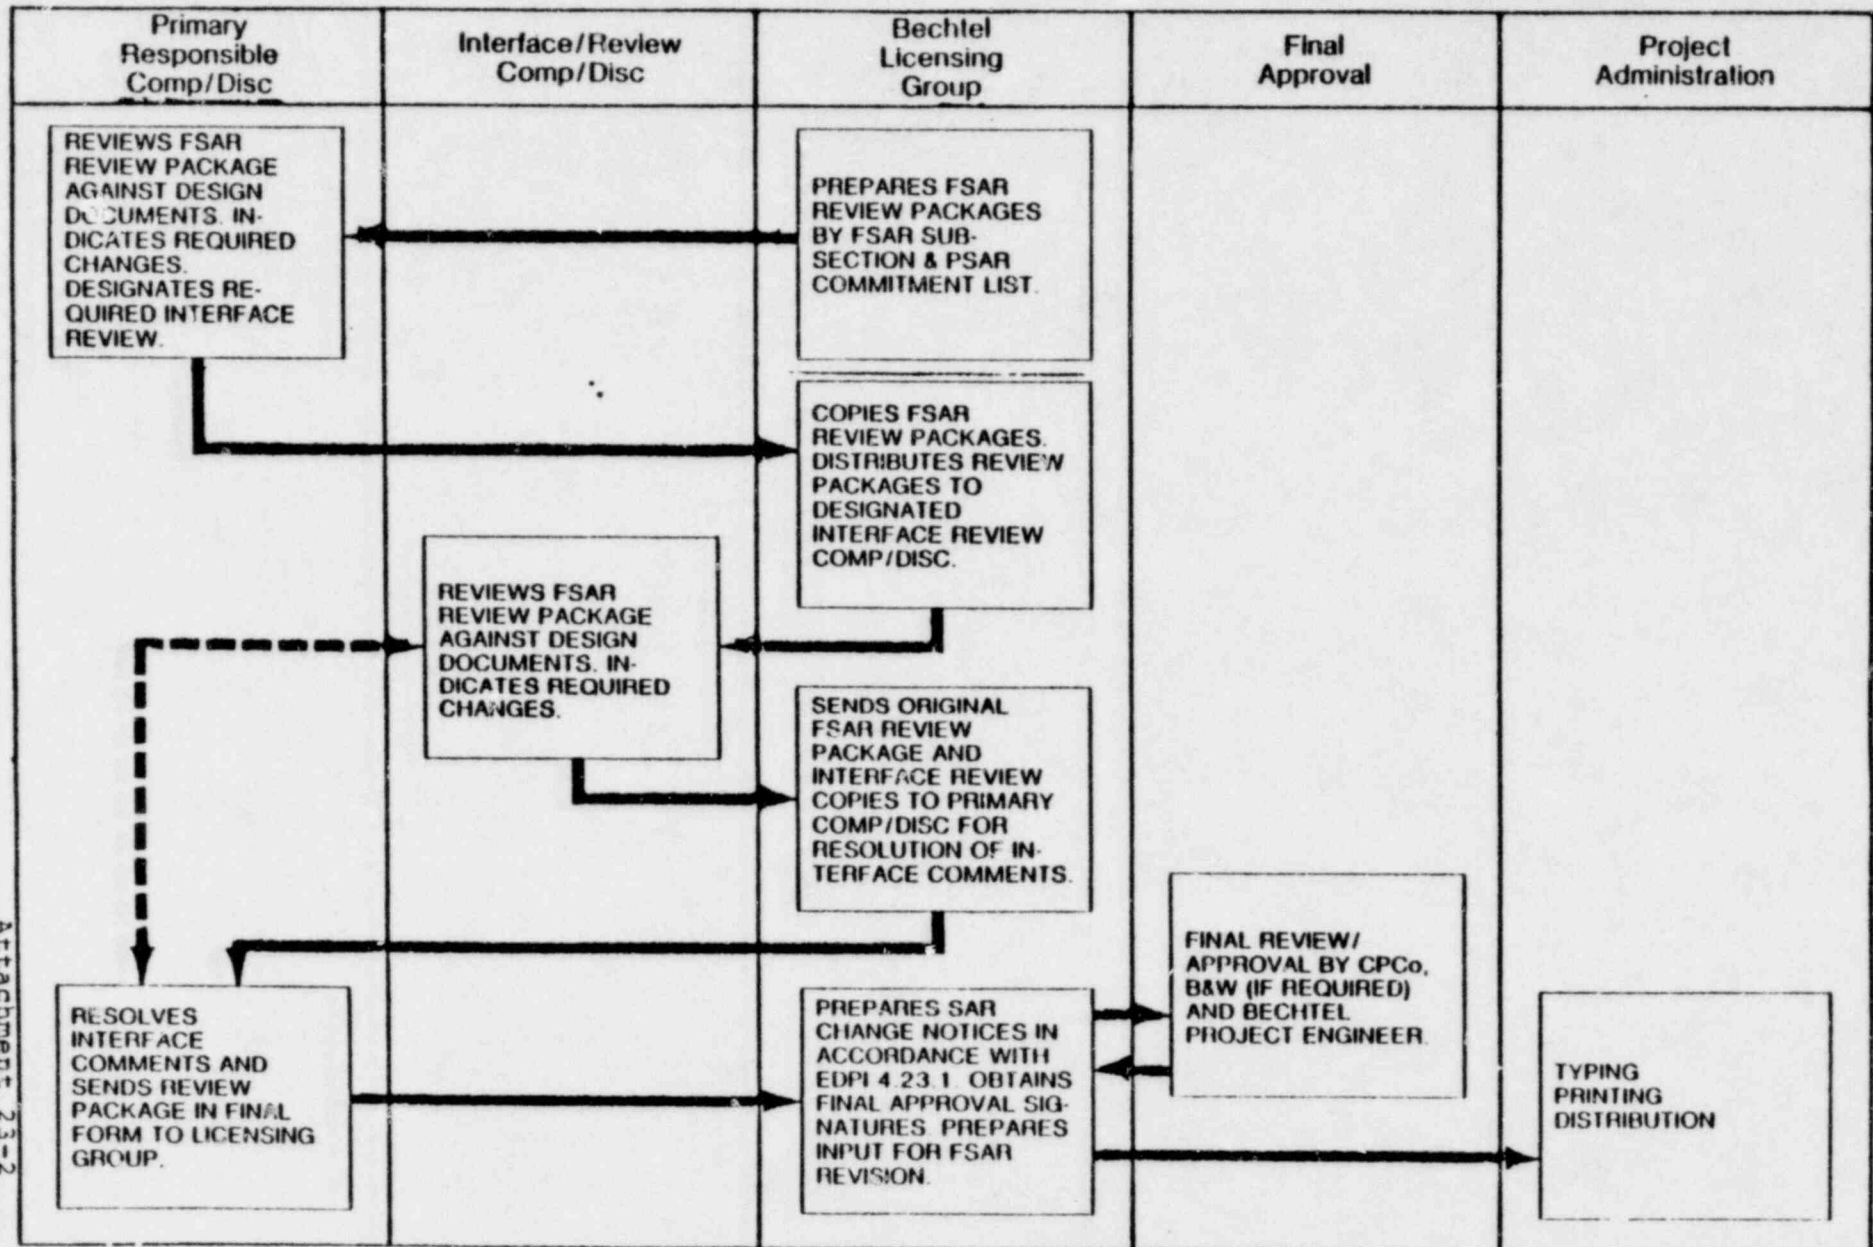 Primary
Responsible
Comp/Disc
Interface/Review
Comp/Disc
Bechtel
Licensing
Group
Final
Approval
Project
Administration
REVIEWS FSAR
REVIEW PACKAGE
AGAINST DESIGN
DOCUMENTS. IN-
DICATES REQUIRED
CHANGES.
DESIGNATES RE-
QUIRED INTERFACE
REVIEW.
PREPARES FSAR
REVIEW PACKAGES
BY FSAR SUB-
SECTION & PSAR
COMMITMENT LIST.
COPIES FSAR
REVIEW PACKAGES.
DISTRIBUTES REVIEW
PACKAGES TO
DESIGNATED
INTERFACE REVIEW
COMP/DISC.
REVIEWS FSAR
REVIEW PACKAGE
AGAINST DESIGN
DOCUMENTS. IN-
DICATES REQUIRED
CHANGES.
SENDS ORIGINAL
FSAR REVIEW
PACKAGE AND
INTERFACE REVIEW
COPIES TO PRIMARY
COMP/DISC FOR
RESOLUTION OF IN-
TERFACE COMMENTS.
RESOLVES
INTERFACE
COMMENTS AND
SENDS REVIEW
PACKAGE IN FINAL
FORM TO LICENSING
GROUP.
PREPARES SAR
CHANGE NOTICES IN
ACCORDANCE WITH
EDPI 4.23.1. OBTAINS
FINAL APPROVAL SIG-
NATURES. PREPARES
INPUT FOR FSAR
REVISION.
FINAL REVIEW/
APPROVAL BY CPCo,
B&W (IF REQUIRED)
AND BECHTEL
PROJECT ENGINEER.
TYPING
PRINTING
DISTRIBUTION
Attachment 23-2